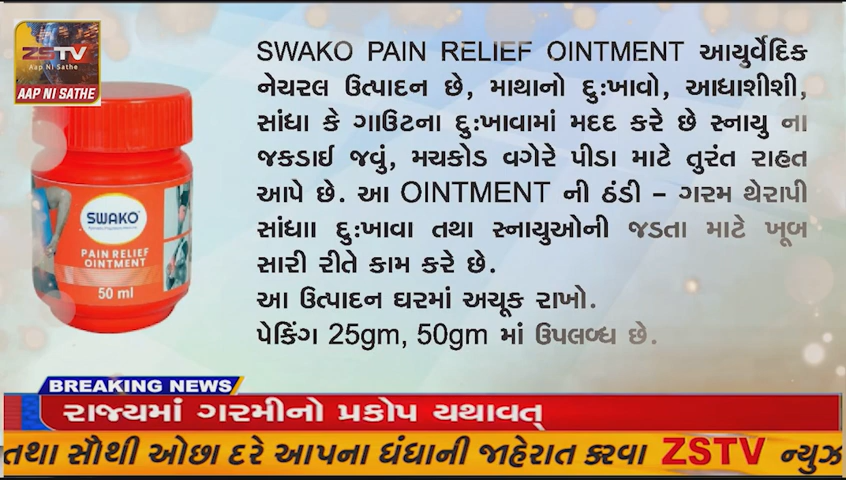 ZSTV
Aap Ni Sathe
AAP NI SATHE
SWAKO PAIN RELIEF OINTMENT આયુર્વેદિક
નેચરલ ઉત્પાદન છે, માથાનો દુઃખાવો, આધાશીશી,
સાંધા કે ગાઉટના દુઃખાવામાં મદદ કરે છે સ્નાયુ ના
જકડાઈ જવું, મચકોડ વગેરે પીડા માટે તુરંત રાહત
આપે છે. આ OINTMENT ની ઠંડી – ગરમ થેરાપી
સાંધાા દુઃખાવા તથા સ્નાયુઓની જડતા માટે ખૂબ
સારી રીતે કામ કરે છે.
આ ઉત્પાદન ઘરમાં અચૂક રાખો.
પેકિંગ 25gm, 50gm માં ઉપલબ્ધ છે.
SWAKO
PAIN RELIEF
OINTMENT
50 ml
BREAKING NEWS
રાજ્યમાં ગરમીનો પ્રકોપ યથાવત્
તથા સૌથી ઓછા દરે આપના ધંધાની જાહેરાત કરવા ZSTV ન્યુઝ